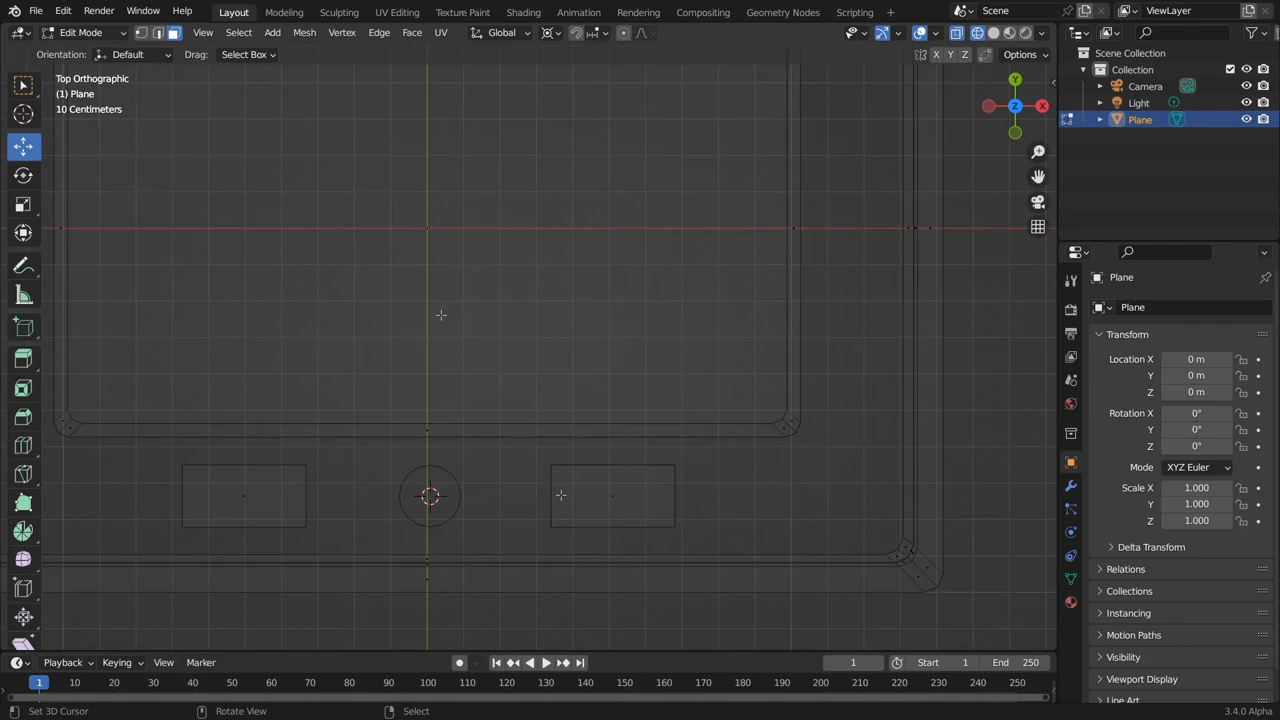 File Edit Render Window Help Layout Modeling Sculpting UV Editing Texture Paint Shading Animation Rendering Compositing Geometry Nodes Scripting Scene ViewLayer
Edit Mode View Select Add Mesh Vertex Edge Face UV Global
Orientation: Default Drag: Select Box X Y Z Options
Top Orthographic
(1) Plane
10 Centimeters
Y
X
Z
Scene Collection
Collection
Camera
Light
Plane
Plane
Plane
Transform
Location X 0 m
Y 0 m
Z 0 m
Rotation X 0°
Y 0°
Z 0°
Mode XYZ Euler
Scale X 1.000
Y 1.000
Z 1.000
Delta Transform
Relations
Collections
Instancing
Motion Paths
Visibility
Viewport Display
Line Art
Playback Keying View Marker 1 Start 1 End 250
1 10 20 30 40 50 60 70 80 90 100 110 120 130 140 150 160 170 180 190 200 210 220 230 240 250
Set 3D Cursor Rotate View Select 3.4.0 Alpha